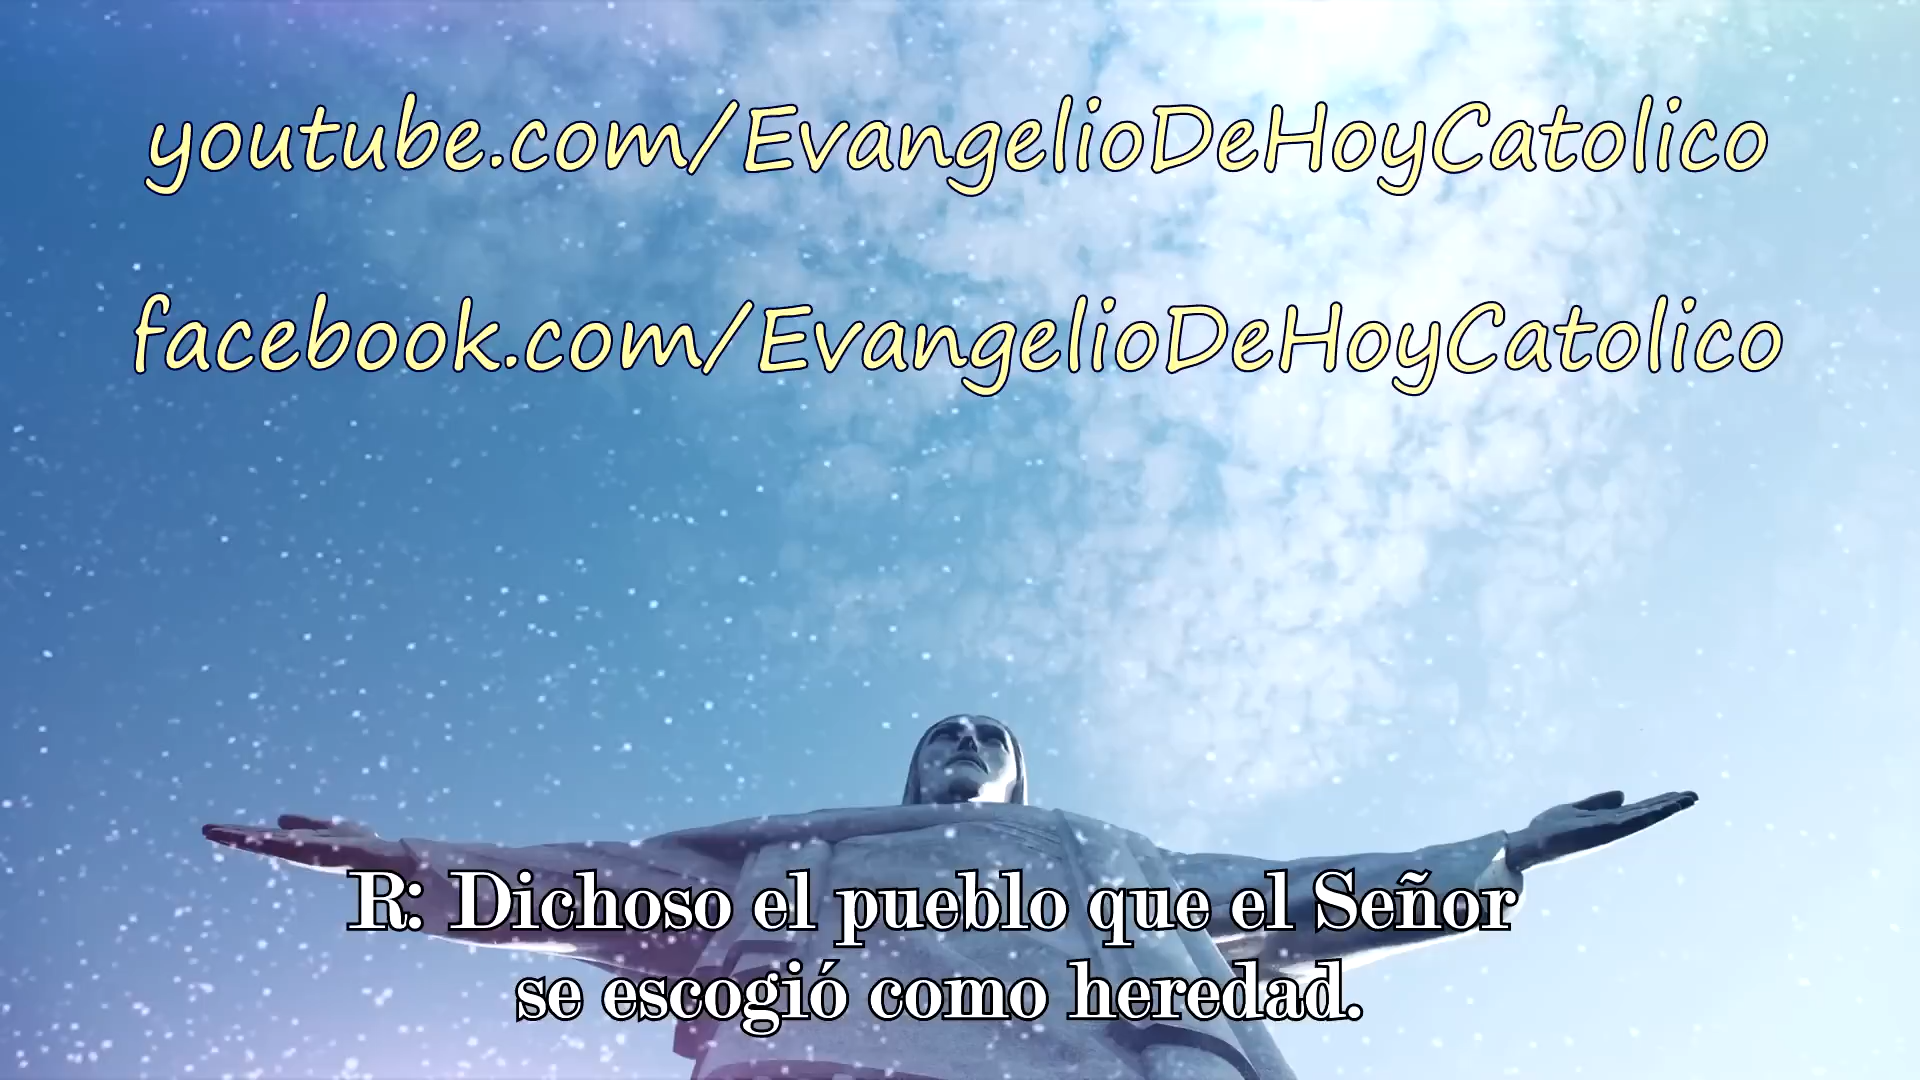 youtube.com/EvangelioDeHoyCatolico
facebook.com/EvangelioDeHoyCatolico
R: Dichoso el pueblo que el Señor
se escogió como heredad.